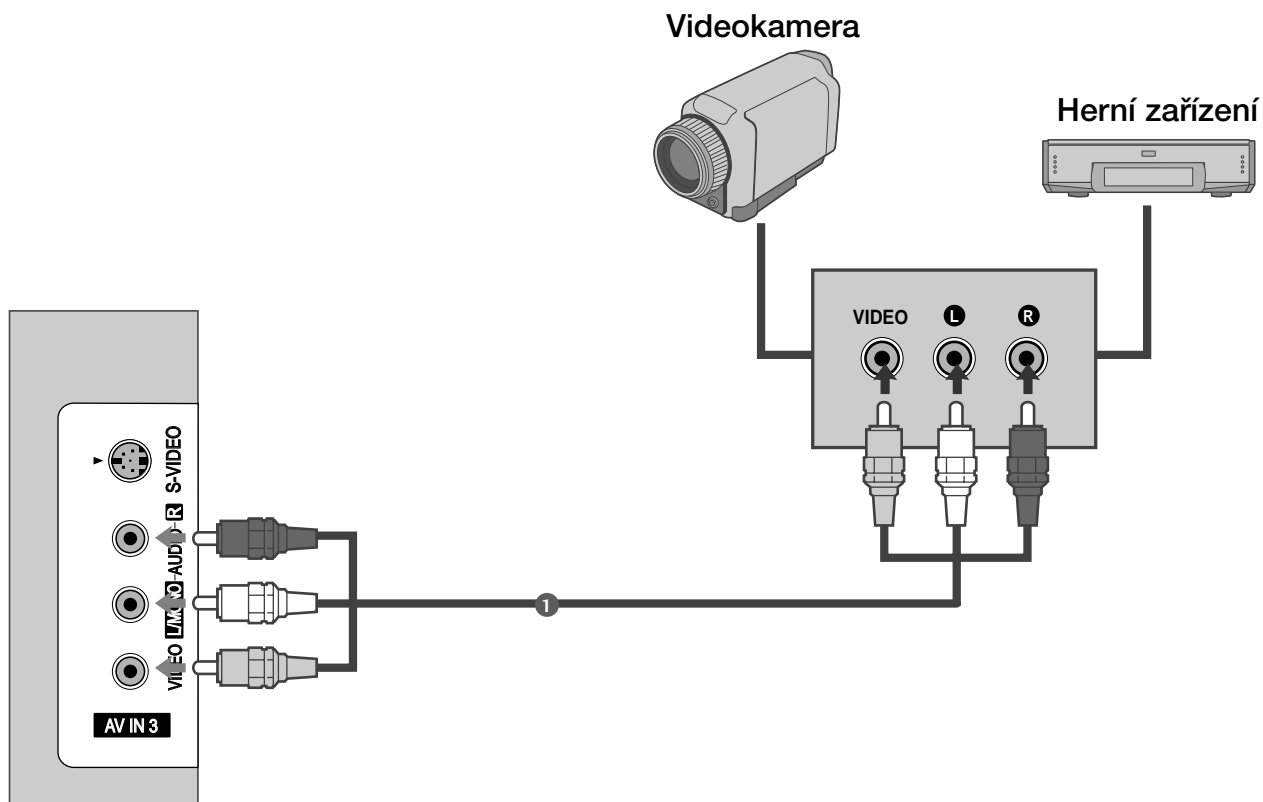 Videokamera
Herní zařízení
VIDEO L R
S-VIDEO
AUDIO R
L/MONO
VIDEO
AV IN 3
1